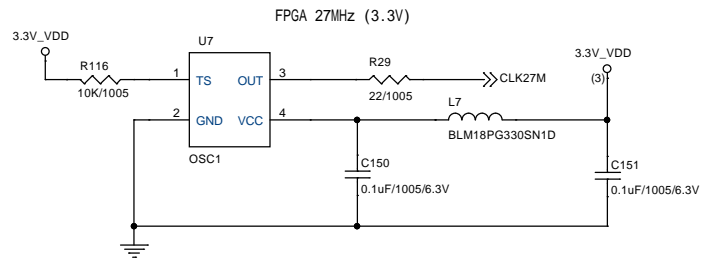 FPGA 27MHz (3.3V)
3.3V_VDD
U7
R116
10K/1005
1
TS
OUT
3
R29
22/1005
CLK27M
3.3V_VDD
(3)
2
GND
VCC
4
L7
BLM18PG330SN1D
OSC1
C150
0.1uF/1005/6.3V
C151
0.1uF/1005/6.3V